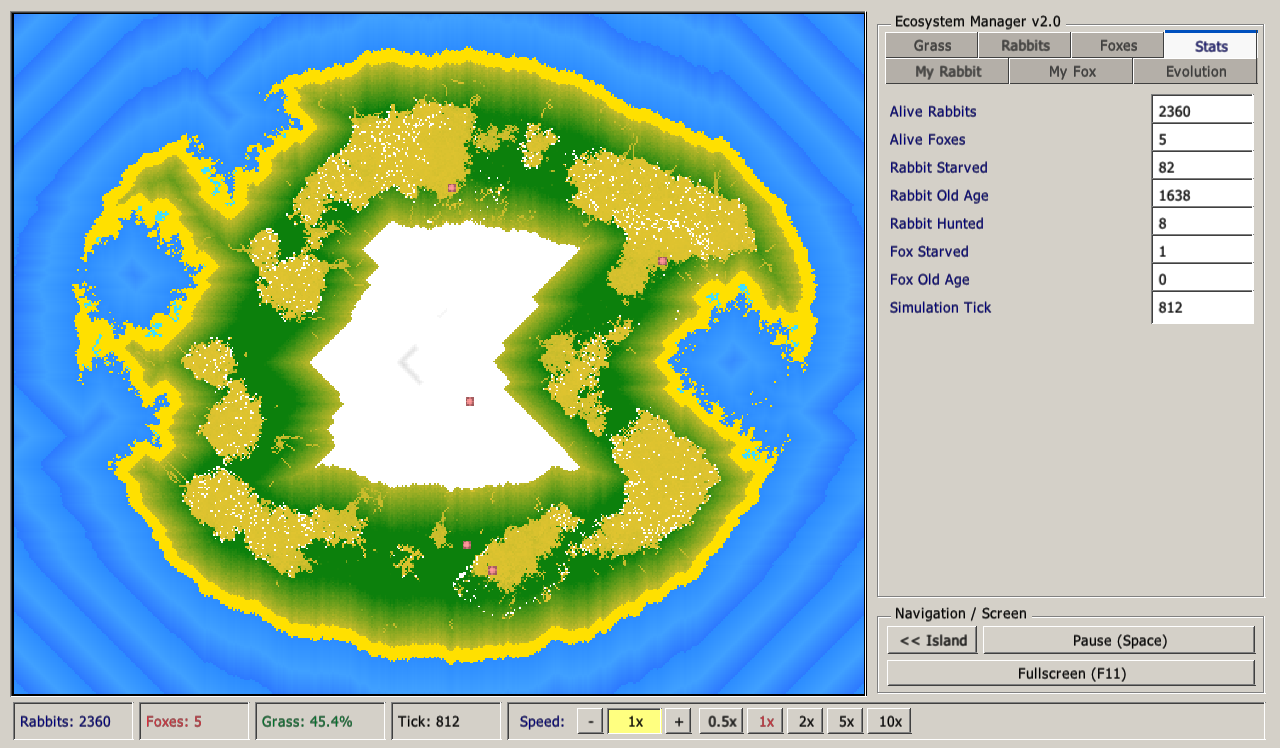 Ecosystem Manager v2.0
Grass Rabbits Foxes Stats
My Rabbit My Fox Evolution
Alive Rabbits 2360
Alive Foxes 5
Rabbit Starved 82
Rabbit Old Age 1638
Rabbit Hunted 8
Fox Starved 1
Fox Old Age 0
Simulation Tick 812
Navigation / Screen
<< Island Pause (Space)
Fullscreen (F11)
Rabbits: 2360 Foxes: 5 Grass: 45.4% Tick: 812 Speed: - 1x + 0.5x 1x 2x 5x 10x